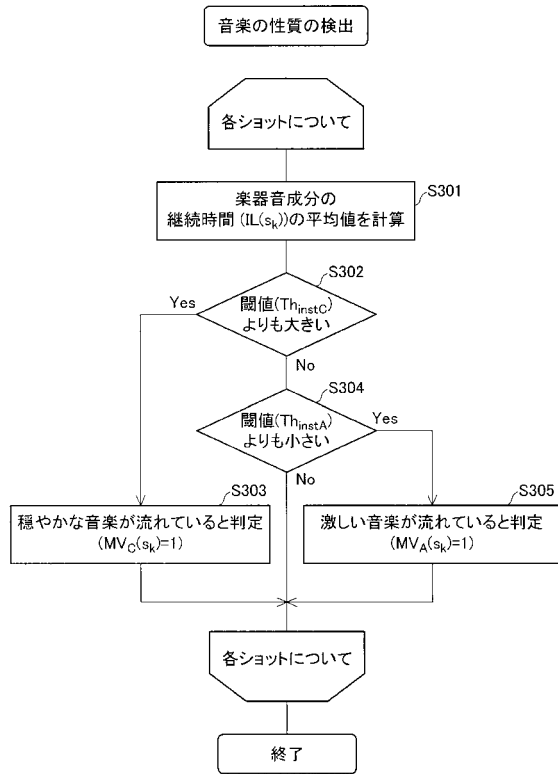 音楽の性質の検出
各ショットについて
S301
楽器音成分の
継続時間 (IL(sk))の平均値を計算
S302
閾値(ThinstC)
よりも大きい
Yes
No
S304
閾値(ThinstA)
よりも小さい
Yes
No
S303
穏やかな音楽が流れていると判定
(MVC(sk)=1)
S305
激しい音楽が流れていると判定
(MVA(sk)=1)
各ショットについて
終了